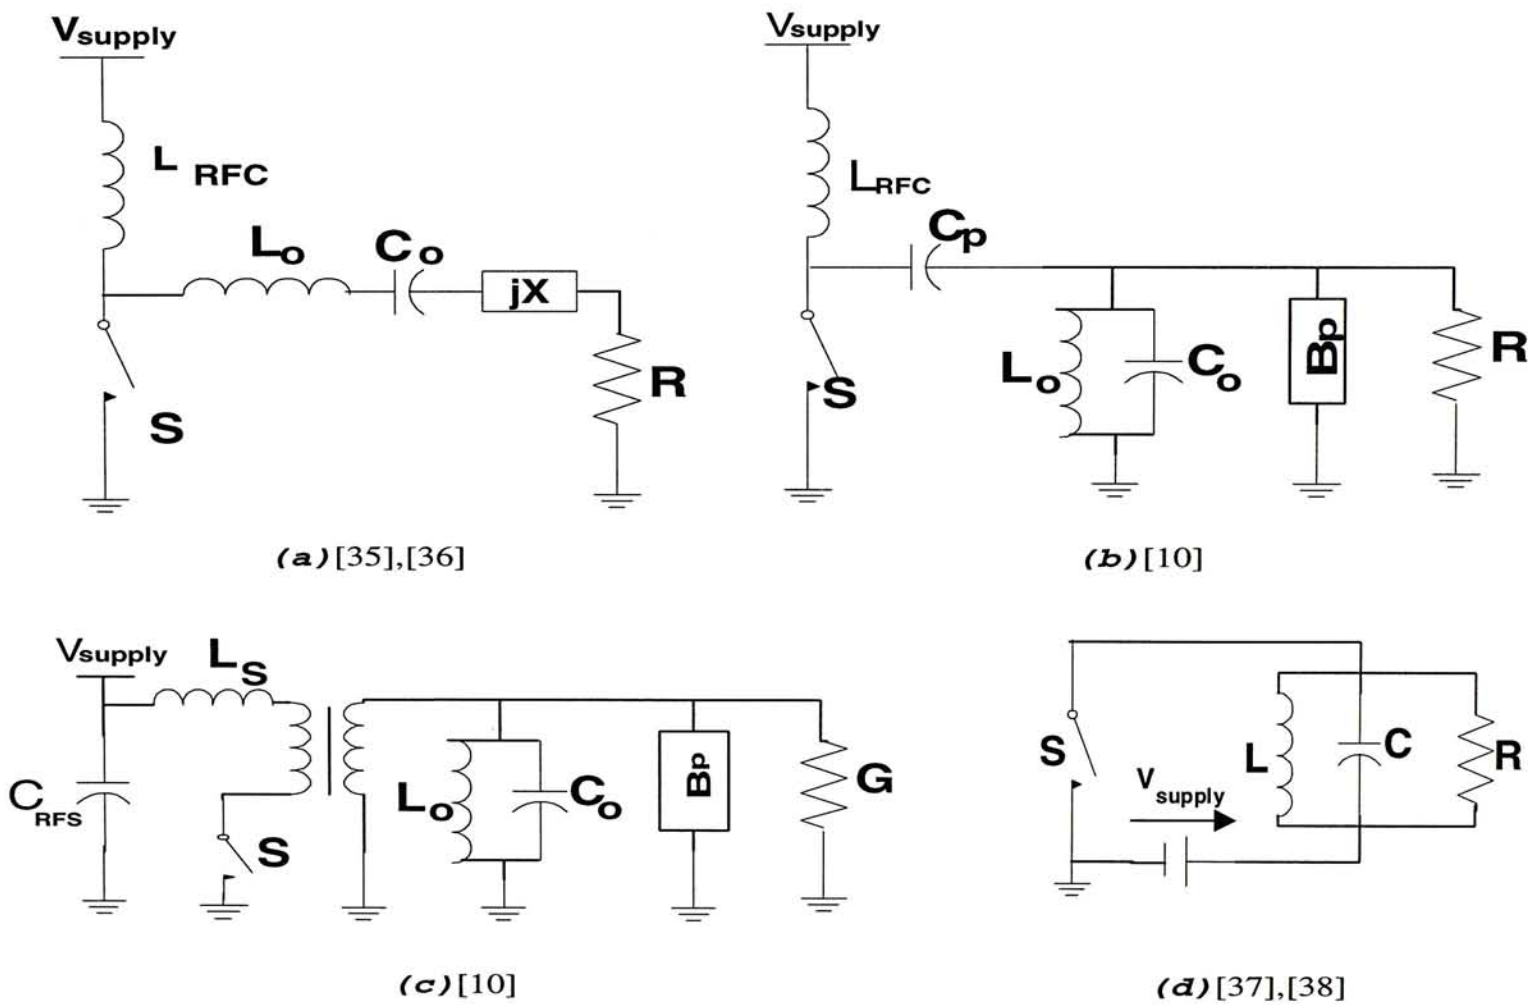 Vsupply
L RFC
Lo
Co
jX
R
S
(a)[35],[36]
Vsupply
LRFC
Cp
Lo
Co
Bp
R
S
(b)[10]
Vsupply
LS
CRFS
S
Lo
Co
Bp
G
(c)[10]
S
Vsupply
L
C
R
(d)[37],[38]